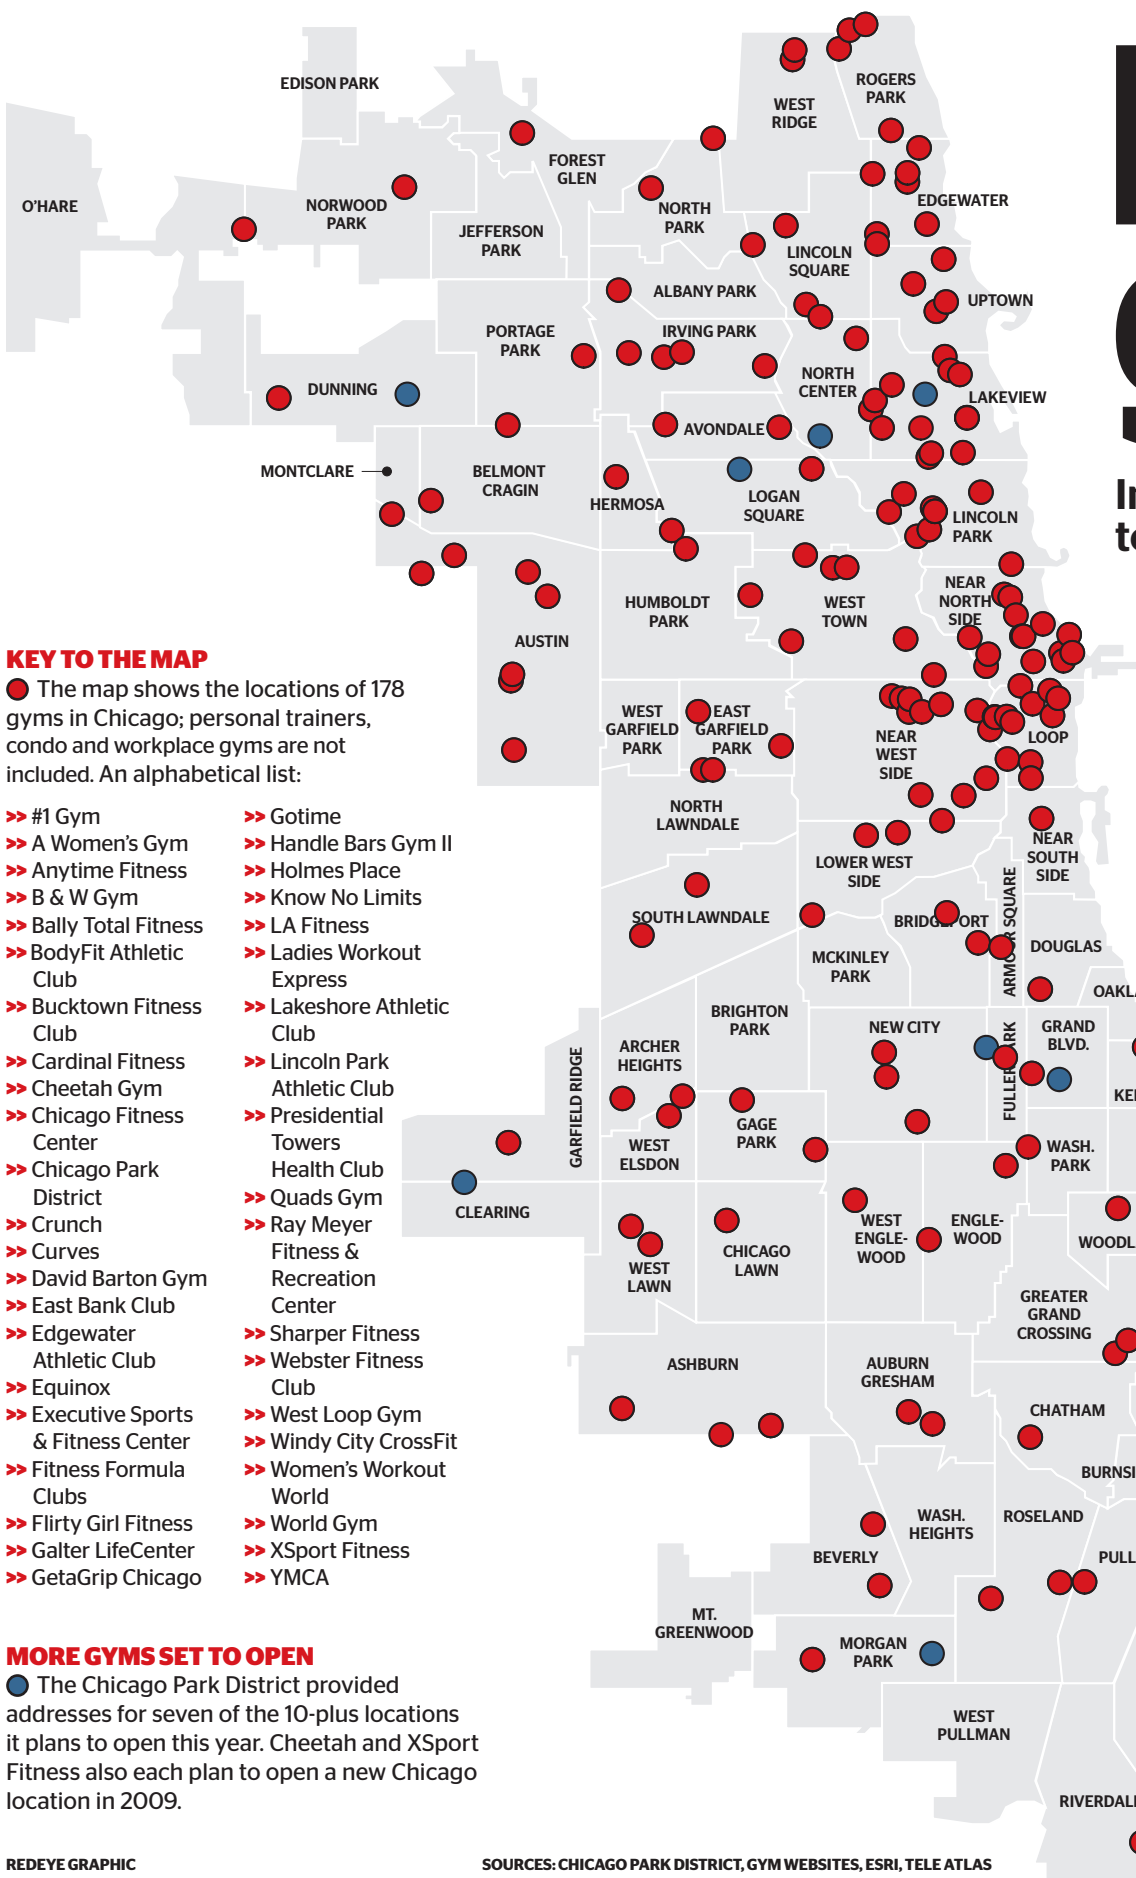 EDISON PARK
ROGERS
PARK
WEST
RIDGE
FOREST
GLEN
O'HARE
NORWOOD
PARK
JEFFERSON
PARK
NORTH
PARK
EDGEWATER
LINCOLN
SQUARE
ALBANY PARK
UPTOWN
PORTAGE
PARK
IRVING PARK
NORTH
CENTER
DUNNING
LAKEVIEW
AVONDALE
MONTCLARE
BELMONT
CRAGIN
HERMOSA
LOGAN
SQUARE
LINCOLN
PARK
NEAR
NORTH
SIDE
HUMBOLDT
PARK
WEST
TOWN
AUSTIN
WEST
GARFIELD
PARK
EAST
GARFIELD
PARK
NEAR
WEST
SIDE
LOOP
NORTH
LAWNDALE
LOWER WEST
SIDE
NEAR
SOUTH
SIDE
SOUTH LAWNDALE
BRIDGEPORT
ARMOUR SQUARE
DOUGLAS
MCKINLEY
PARK
OAKLA
BRIGHTON
PARK
NEW CITY
GRAND
BLVD.
ARCHER
HEIGHTS
GARFIELD RIDGE
FULLER PARK
KE
GAGE
PARK
WEST
ELSDON
WASH.
PARK
CLEARING
WEST
ENGLE-
WOOD
ENGLE-
WOOD
WOODL
CHICAGO
LAWN
WEST
LAWN
GREATER
GRAND
CROSSING
ASHBURN
AUBURN
GRESHAM
CHATHAM
BURNSI
WASH.
HEIGHTS
ROSELAND
BEVERLY
PULL
MT.
GREENWOOD
MORGAN
PARK
WEST
PULLMAN
RIVERDAL
In
to
KEY TO THE MAP
The map shows the locations of 178
gyms in Chicago; personal trainers,
condo and workplace gyms are not
included. An alphabetical list:
>> #1 Gym
>> A Women's Gym
>> Anytime Fitness
>> B & W Gym
>> Bally Total Fitness
>> BodyFit Athletic
Club
>> Bucktown Fitness
Club
>> Cardinal Fitness
>> Cheetah Gym
>> Chicago Fitness
Center
>> Chicago Park
District
>> Crunch
>> Curves
>> David Barton Gym
>> East Bank Club
>> Edgewater
Athletic Club
>> Equinox
>> Executive Sports
& Fitness Center
>> Fitness Formula
Clubs
>> Flirty Girl Fitness
>> Galter LifeCenter
>> GetaGrip Chicago
>> Gotime
>> Handle Bars Gym II
>> Holmes Place
>> Know No Limits
>> LA Fitness
>> Ladies Workout
Express
>> Lakeshore Athletic
Club
>> Lincoln Park
Athletic Club
>> Presidential
Towers
Health Club
>> Quads Gym
>> Ray Meyer
Fitness &
Recreation
Center
>> Sharper Fitness
>> Webster Fitness
Club
>> West Loop Gym
>> Windy City CrossFit
>> Women's Workout
World
>> World Gym
>> XSport Fitness
>> YMCA
MORE GYMS SET TO OPEN
The Chicago Park District provided
addresses for seven of the 10-plus locations
it plans to open this year. Cheetah and XSport
Fitness also each plan to open a new Chicago
location in 2009.
REDEYE GRAPHIC
SOURCES: CHICAGO PARK DISTRICT, GYM WEBSITES, ESRI, TELE ATLAS